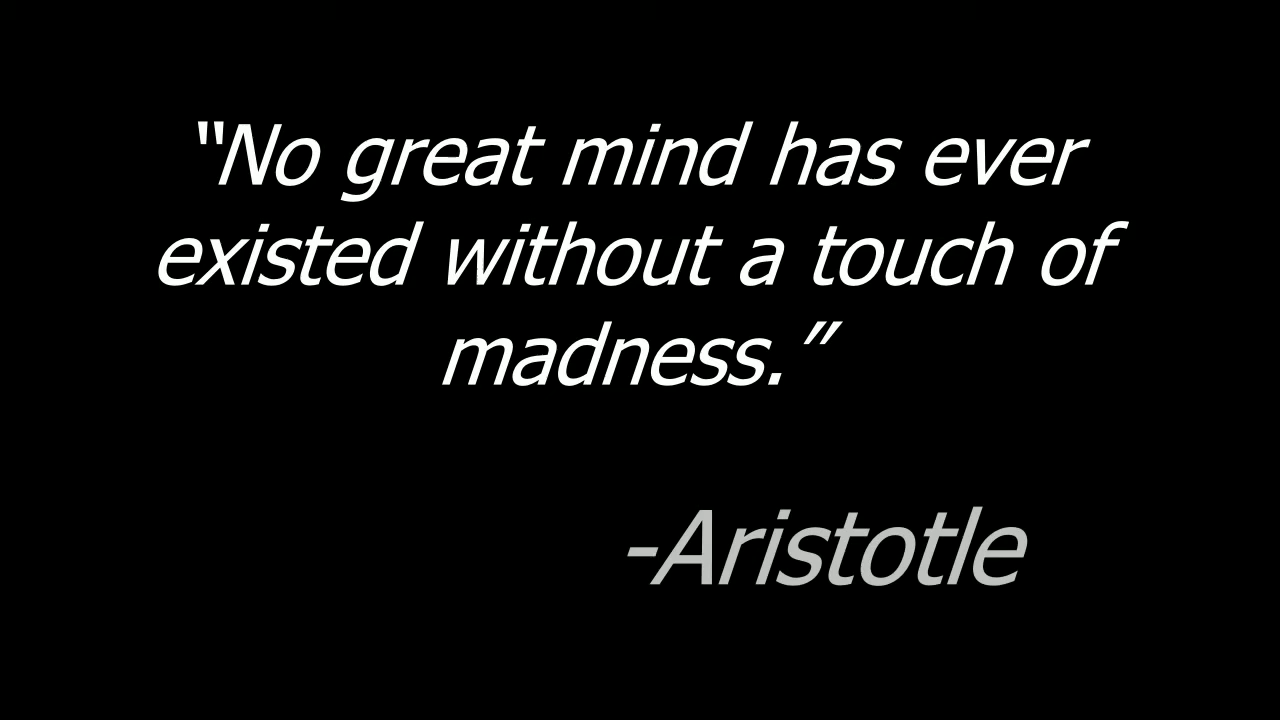 “No great mind has ever
existed without a touch of
madness.”
-Aristotle